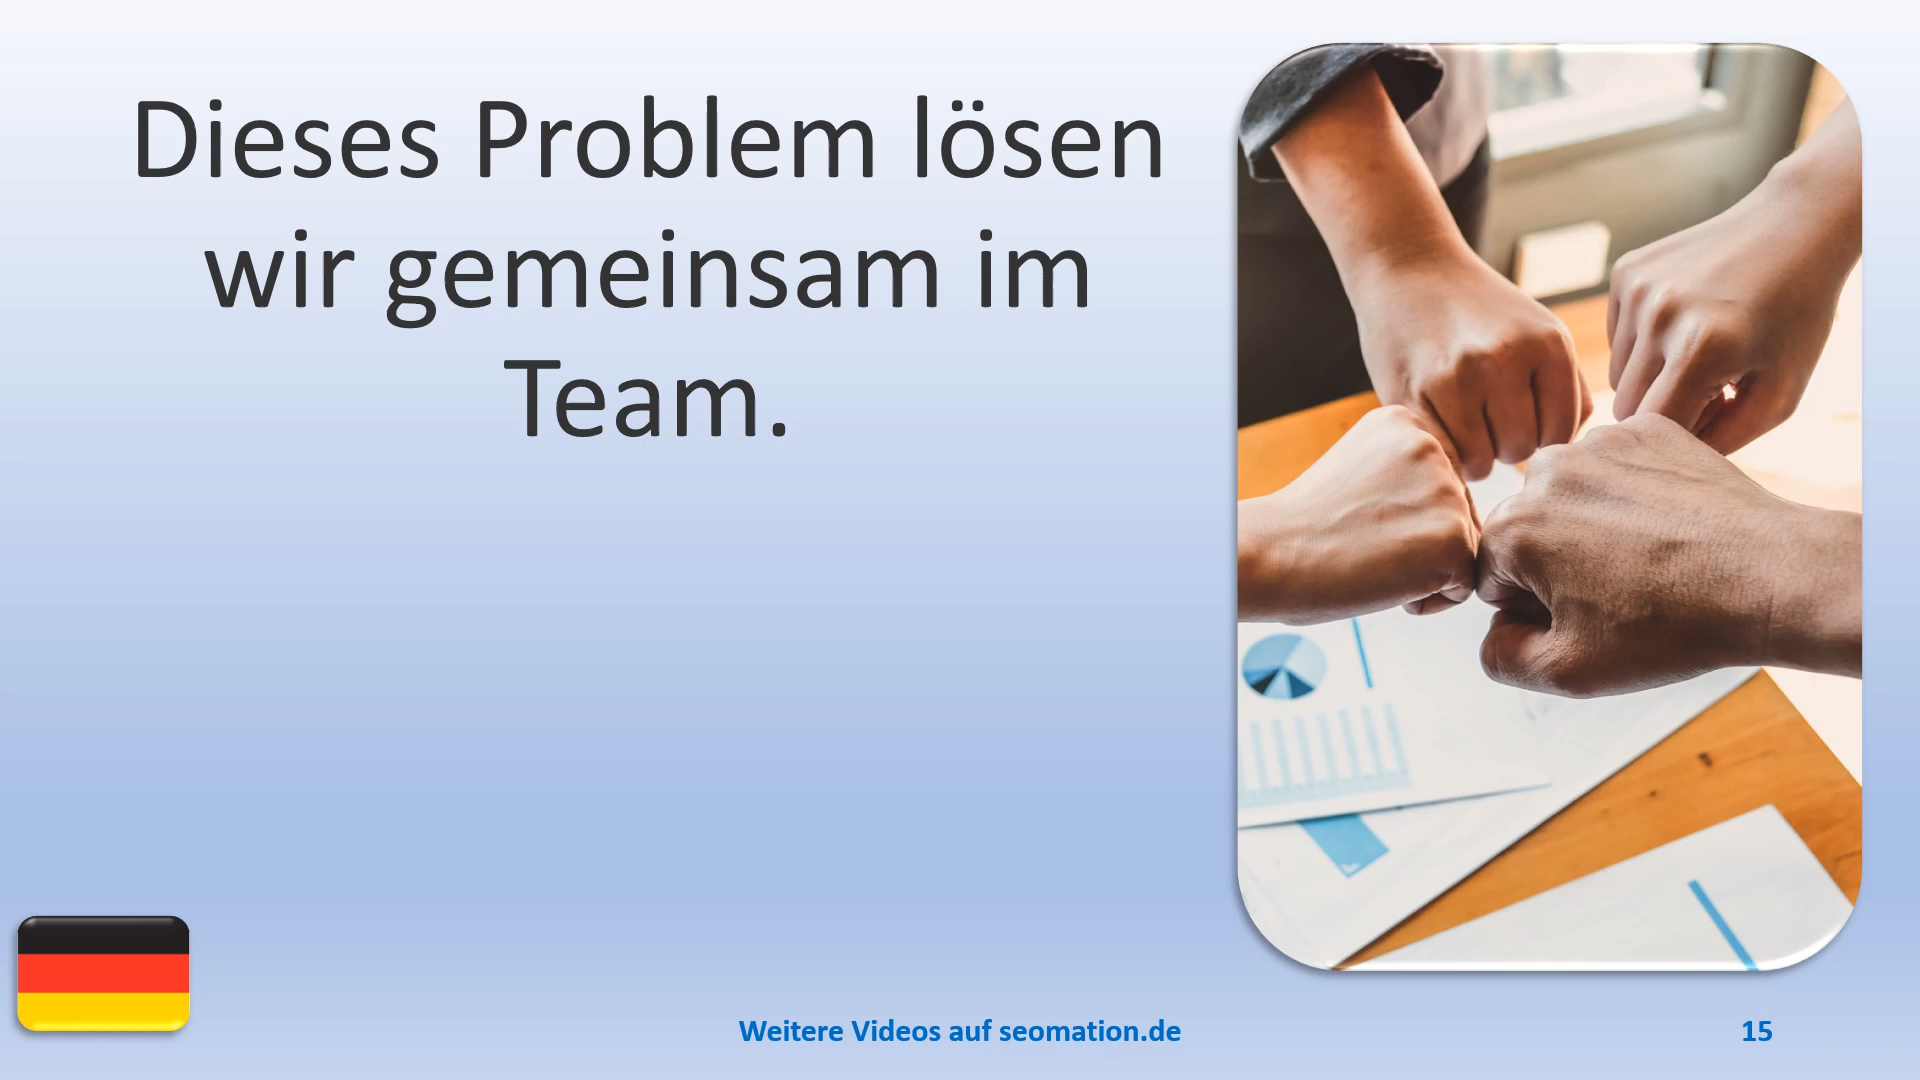 Dieses Problem lösen
wir gemeinsam im
Team.
Weitere Videos auf seomation.de
15